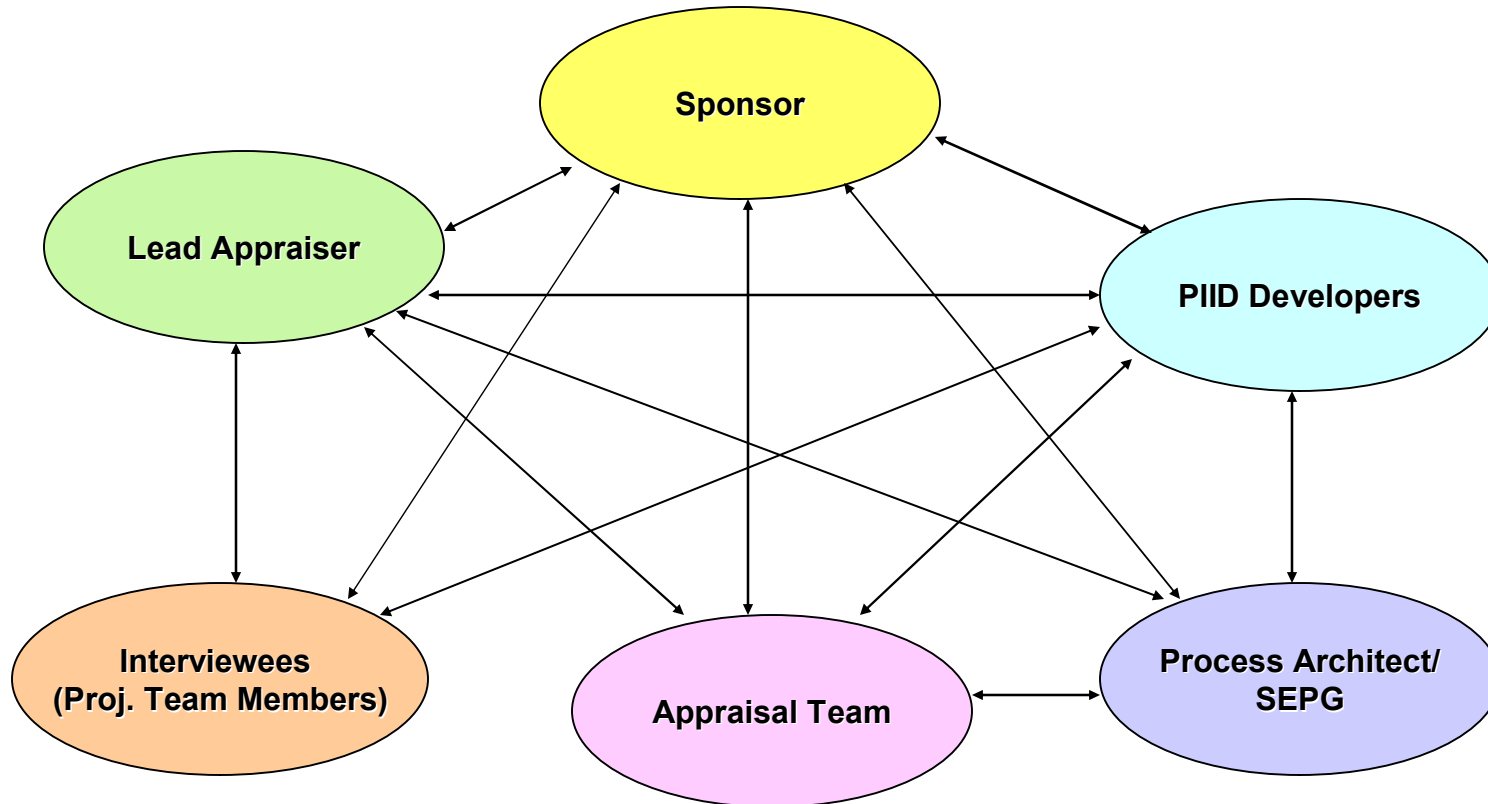 Sponsor
Lead Appraiser
PIID Developers
Interviewees
(Proj. Team Members)
Appraisal Team
Process Architect/
SEPG